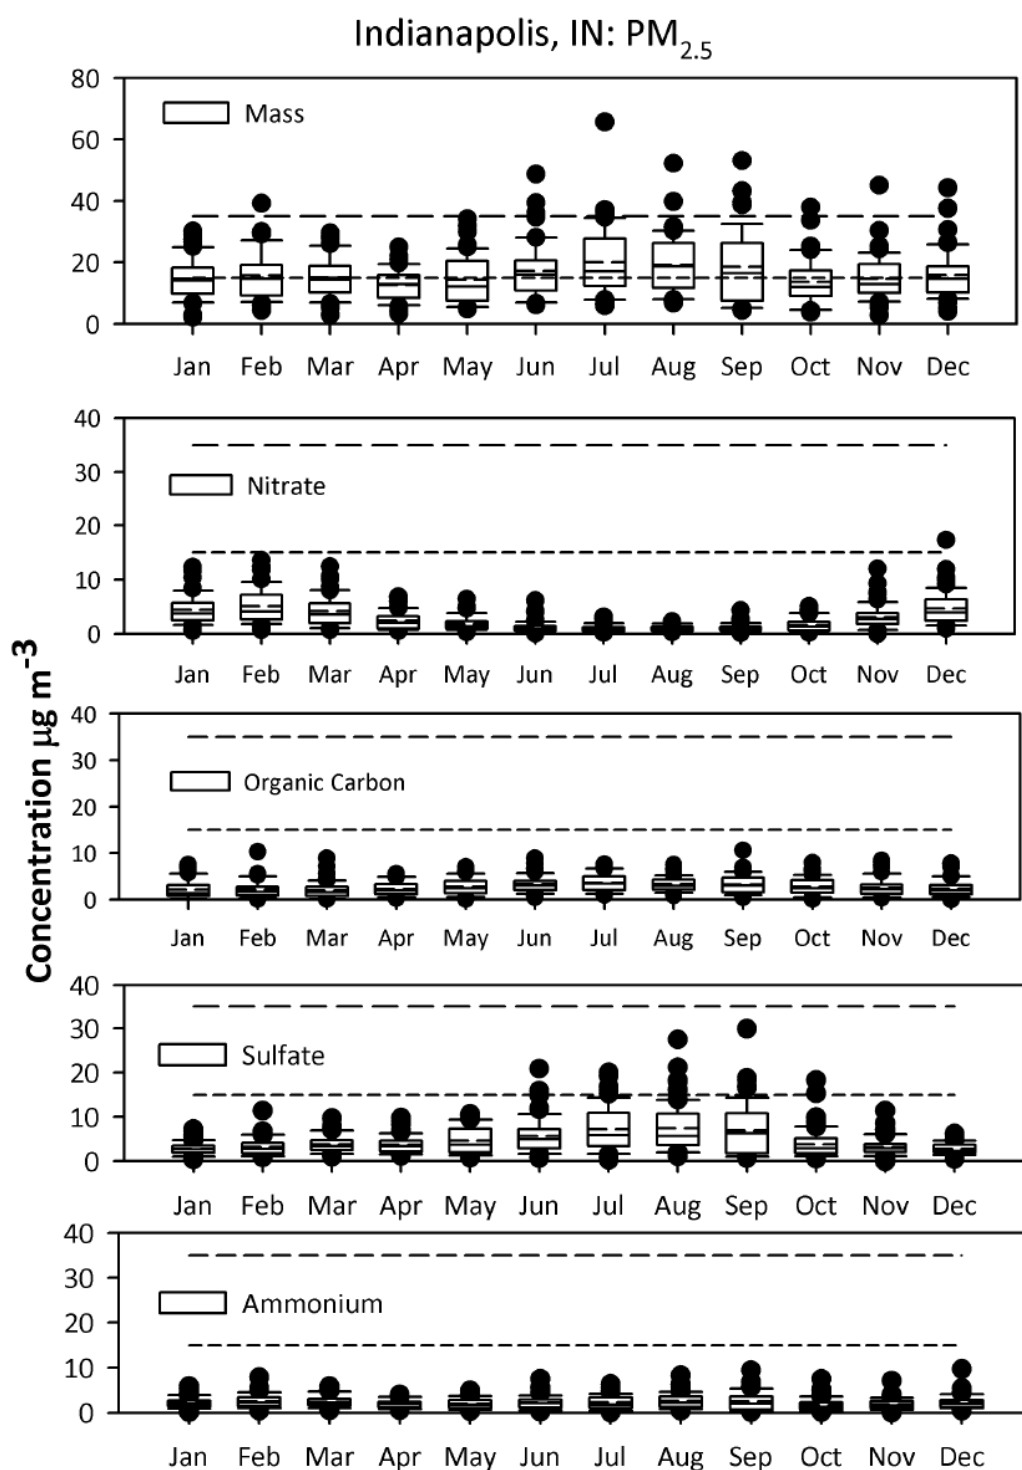 Indianapolis, IN: PM2.5
Concentration μg m-3
80
Mass
60
40
20
0
Jan Feb Mar Apr May Jun Jul Aug Sep Oct Nov Dec
40
30
Nitrate
20
10
0
Jan Feb Mar Apr May Jun Jul Aug Sep Oct Nov Dec
40
30
Organic Carbon
20
10
0
Jan Feb Mar Apr May Jun Jul Aug Sep Oct Nov Dec
40
30
Sulfate
20
10
0
Jan Feb Mar Apr May Jun Jul Aug Sep Oct Nov Dec
40
30
Ammonium
20
10
0
Jan Feb Mar Apr May Jun Jul Aug Sep Oct Nov Dec